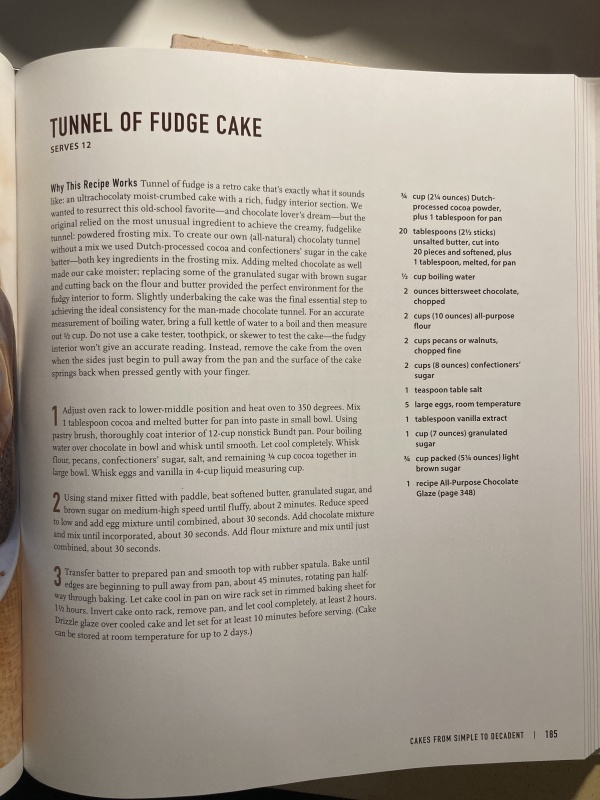 TUNNEL OF FUDGE CAKE
SERVES 12
Why This Recipe Works Tunnel of fudge is a retro cake that's exactly what it sounds
like: an ultrachocolaty moist-crumbed cake with a rich, fudgy interior section. We
wanted to resurrect this old-school favorite—and chocolate lover's dream—but the
original relied on the most unusual ingredient to achieve the creamy, fudgelike
tunnel: powdered frosting mix. To create our own (all-natural) chocolaty tunnel
without a mix we used Dutch-processed cocoa and confectioners' sugar in the cake
batter—both key ingredients in the frosting mix. Adding melted chocolate as well
made our cake moister; replacing some of the granulated sugar with brown sugar
and cutting back on the flour and butter provided the perfect environment for the
fudgy interior to form. Slightly underbaking the cake was the final essential step to
achieving the ideal consistency for the man-made chocolate tunnel. For an accurate
measurement of boiling water, bring a full kettle of water to a boil and then measure
out ½ cup. Do not use a cake tester, toothpick, or skewer to test the cake—the fudgy
interior won't give an accurate reading. Instead, remove the cake from the oven
when the sides just begin to pull away from the pan and the surface of the cake
springs back when pressed gently with your finger.
1 Adjust oven rack to lower-middle position and heat oven to 350 degrees. Mix
1 tablespoon cocoa and melted butter for pan into paste in small bowl. Using
pastry brush, thoroughly coat interior of 12-cup nonstick Bundt pan. Pour boiling
water over chocolate in bowl and whisk until smooth. Let cool completely. Whisk
flour, pecans, confectioners' sugar, salt, and remaining ¾ cup cocoa together in
large bowl. Whisk eggs and vanilla in 4-cup liquid measuring cup.
2 Using stand mixer fitted with paddle, beat softened butter, granulated sugar, and
brown sugar on medium-high speed until fluffy, about 2 minutes. Reduce speed
to low and add egg mixture until combined, about 30 seconds. Add chocolate mixture
and mix until incorporated, about 30 seconds. Add flour mixture and mix until just
combined, about 30 seconds.
3 Transfer batter to prepared pan and smooth top with rubber spatula. Bake until
edges are beginning to pull away from pan, about 45 minutes, rotating pan half-
way through baking. Let cake cool in pan on wire rack set in rimmed baking sheet for
1½ hours. Invert cake onto rack, remove pan, and let cool completely, at least 2 hours.
Drizzle glaze over cooled cake and let set for at least 10 minutes before serving. (Cake
can be stored at room temperature for up to 2 days.)
¾ cup (2¼ ounces) Dutch-
processed cocoa powder,
plus 1 tablespoon for pan
20 tablespoons (2½ sticks)
unsalted butter, cut into
20 pieces and softened, plus
1 tablespoon, melted, for pan
½ cup boiling water
2 ounces bittersweet chocolate,
chopped
2 cups (10 ounces) all-purpose
flour
2 cups pecans or walnuts,
chopped fine
2 cups (8 ounces) confectioners'
sugar
1 teaspoon table salt
5 large eggs, room temperature
1 tablespoon vanilla extract
1 cup (7 ounces) granulated
sugar
¾ cup packed (5¼ ounces) light
brown sugar
1 recipe All-Purpose Chocolate
Glaze (page 348)
CAKES FROM SIMPLE TO DECADENT | 185